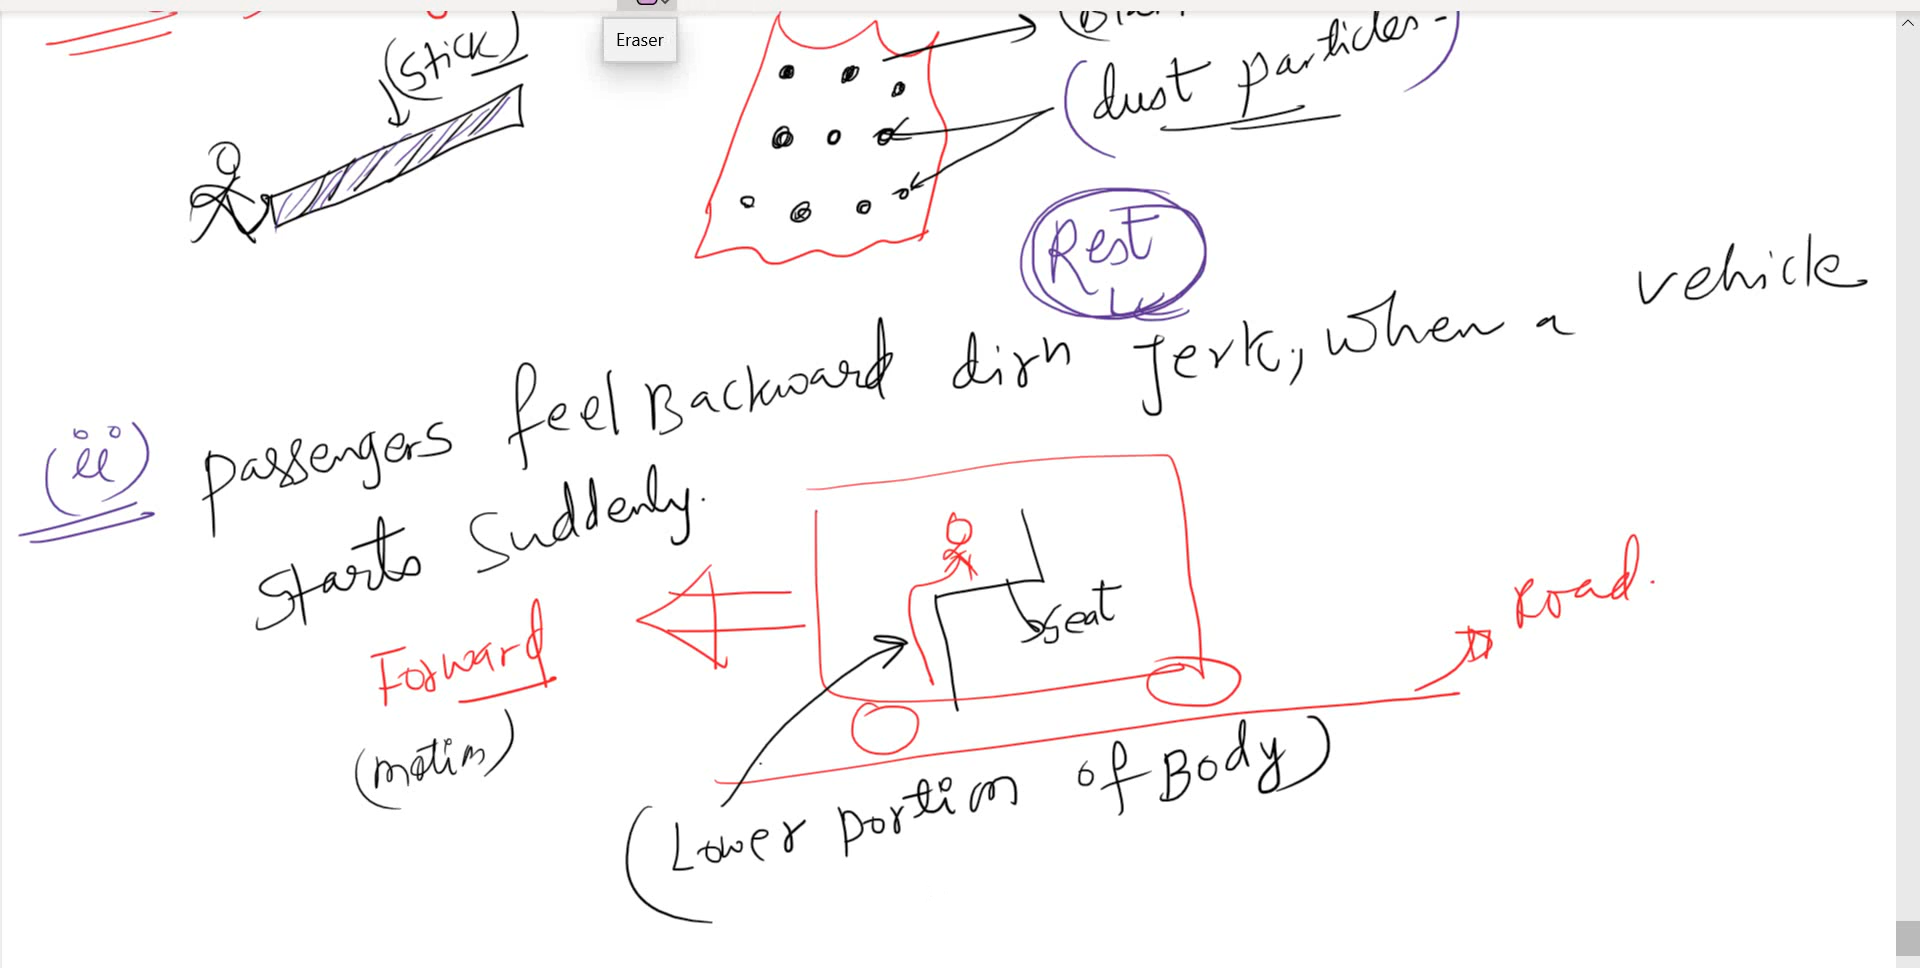 Eraser
(stick)
(dust particles-)
Rest
(ii) passengers feel Backward dirn Jerk, when a vehicle
starts suddenly.
seat
Road.
Forward
(motion)
(Lower portion of Body)